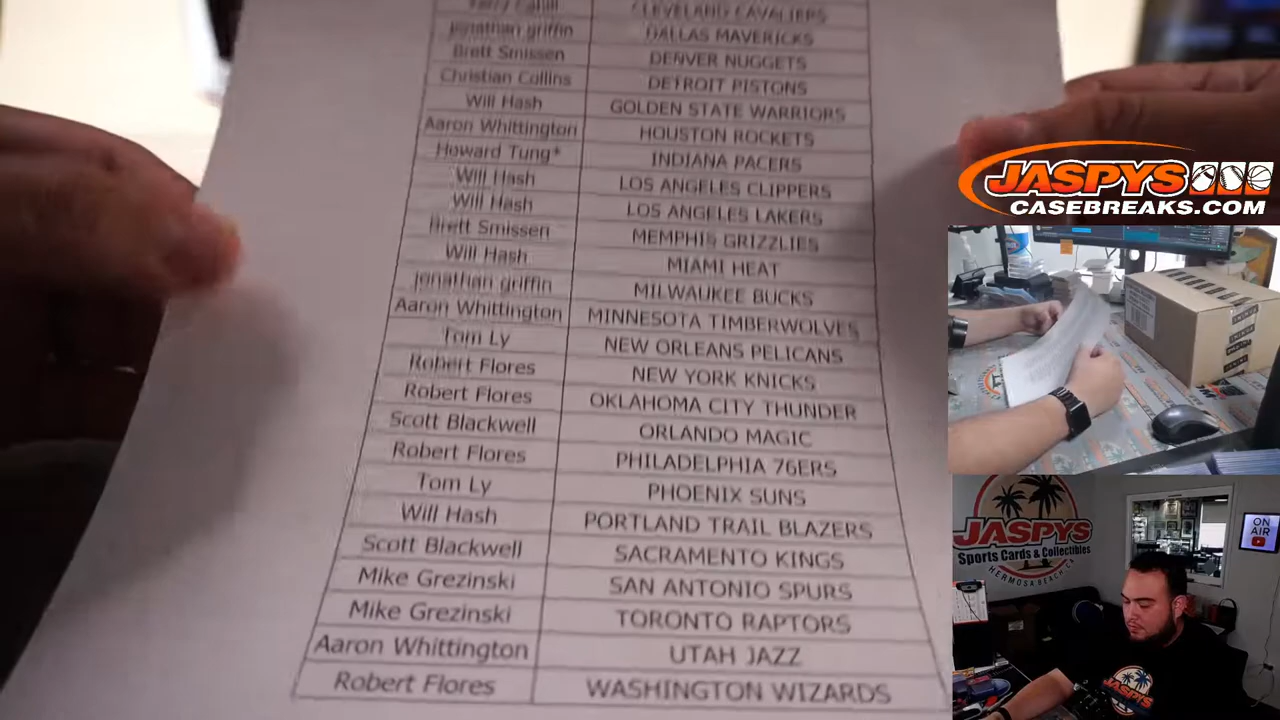 Terry Cahill CLEVELAND CAVALIERS
jonathan griffin DALLAS MAVERICKS
Brett Smissen DENVER NUGGETS
Christian Collins DETROIT PISTONS
Will Hash GOLDEN STATE WARRIORS
Aaron Whittington HOUSTON ROCKETS
Howard Tung* INDIANA PACERS
Will Hash LOS ANGELES CLIPPERS
Will Hash LOS ANGELES LAKERS
Brett Smissen MEMPHIS GRIZZLIES
Will Hash MIAMI HEAT
jonathan griffin MILWAUKEE BUCKS
Aaron Whittington MINNESOTA TIMBERWOLVES
Tom Ly NEW ORLEANS PELICANS
Robert Flores NEW YORK KNICKS
Robert Flores OKLAHOMA CITY THUNDER
Scott Blackwell ORLANDO MAGIC
Robert Flores PHILADELPHIA 76ERS
Tom Ly PHOENIX SUNS
Will Hash PORTLAND TRAIL BLAZERS
Scott Blackwell SACRAMENTO KINGS
Mike Grezinski SAN ANTONIO SPURS
Mike Grezinski TORONTO RAPTORS
Aaron Whittington UTAH JAZZ
Robert Flores WASHINGTON WIZARDS
JASPYS
CASEBREAKS.COM
JASPYS
Sports Cards & Collectibles
HERMOSA BEACH, CA
ON
AIR
JASPYS